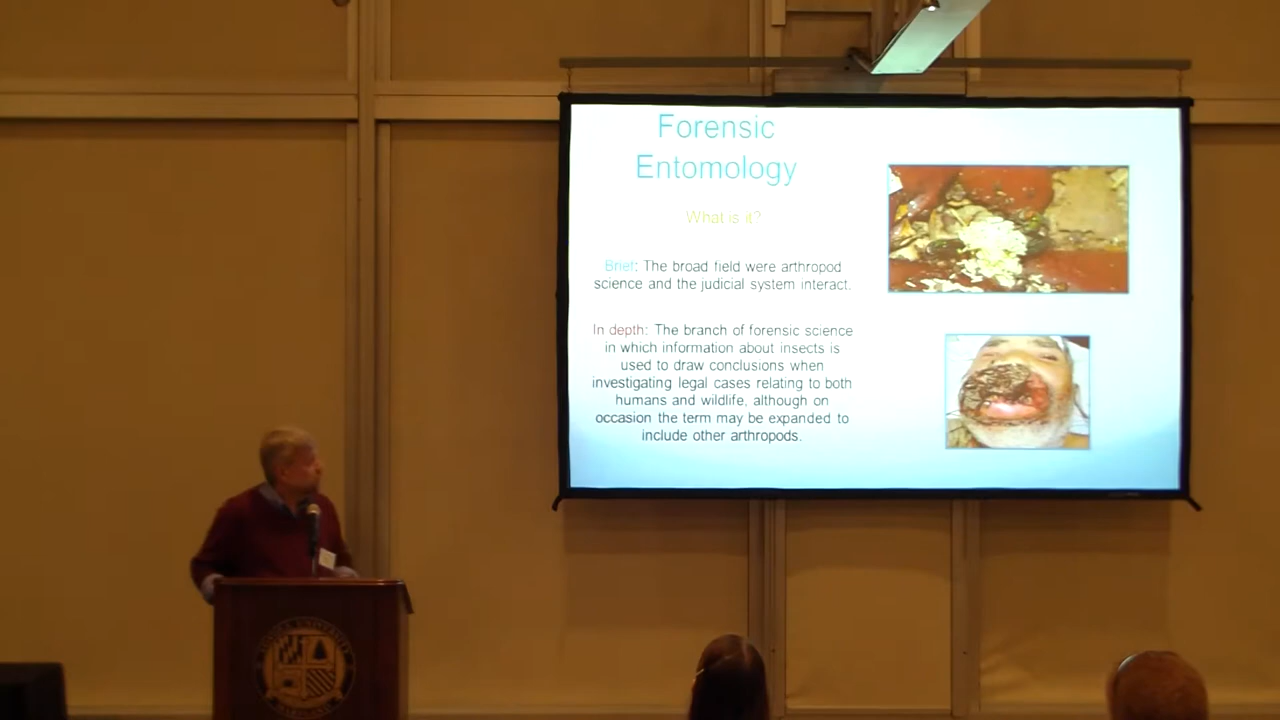 Forensic
Entomology
What is it?
Brief: The broad field were arthropod
science and the judicial system interact.
In depth: The branch of forensic science
in which information about insects is
used to draw conclusions when
investigating legal cases relating to both
humans and wildlife, although on
occasion the term may be expanded to
include other arthropods.